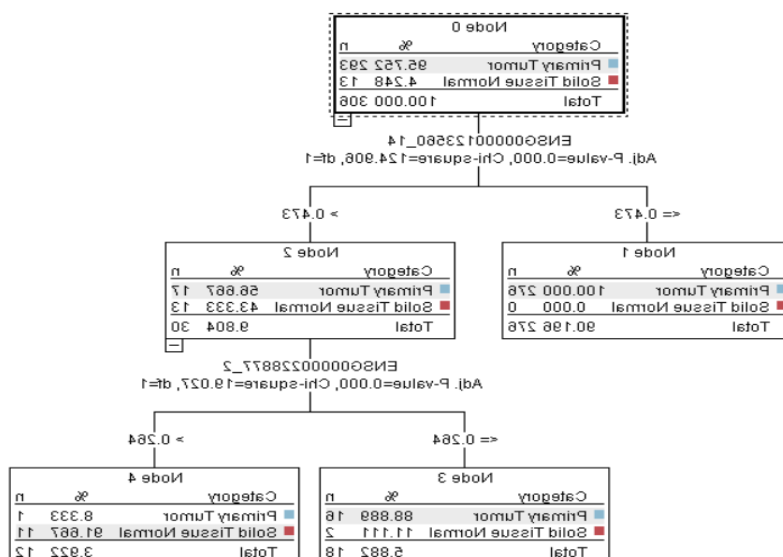 Node 0
Category % n
Primary Tumor 95.752 293
Solid Tissue Normal 4.248 13
Total 100.000 306
ENSG00000123560_14
Adj. P-value=0.000, Chi-square=124.906, df=1
<= 0.473
> 0.473
Node 1
Category % n
Primary Tumor 100.000 276
Solid Tissue Normal 0.000 0
Total 90.196 276
Node 2
Category % n
Primary Tumor 56.667 17
Solid Tissue Normal 43.333 13
Total 9.804 30
ENSG00000228877_2
Adj. P-value=0.000, Chi-square=19.027, df=1
<= 0.264
> 0.264
Node 3
Category % n
Primary Tumor 88.889 16
Solid Tissue Normal 11.111 2
Total 5.882 18
Node 4
Category % n
Primary Tumor 8.333 1
Solid Tissue Normal 91.667 11
Total 3.922 12